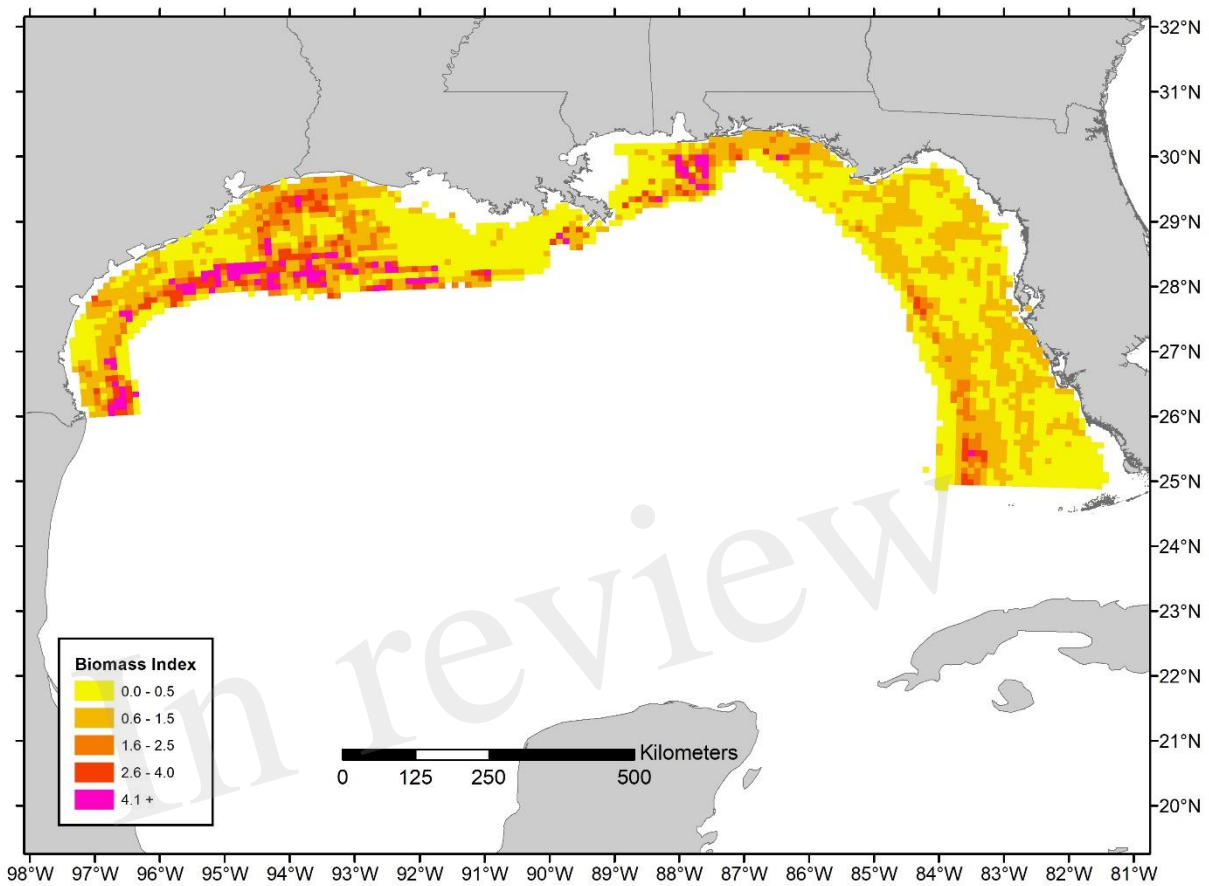 32°N
31°N
30°N
29°N
28°N
27°N
26°N
25°N
24°N
23°N
22°N
21°N
20°N
In review
Biomass Index
0.0 - 0.5
0.6 - 1.5
1.6 - 2.5
2.6 - 4.0
4.1 +
Kilometers
0 125 250 500
98°W 97°W 96°W 95°W 94°W 93°W 92°W 91°W 90°W 89°W 88°W 87°W 86°W 85°W 84°W 83°W 82°W 81°W